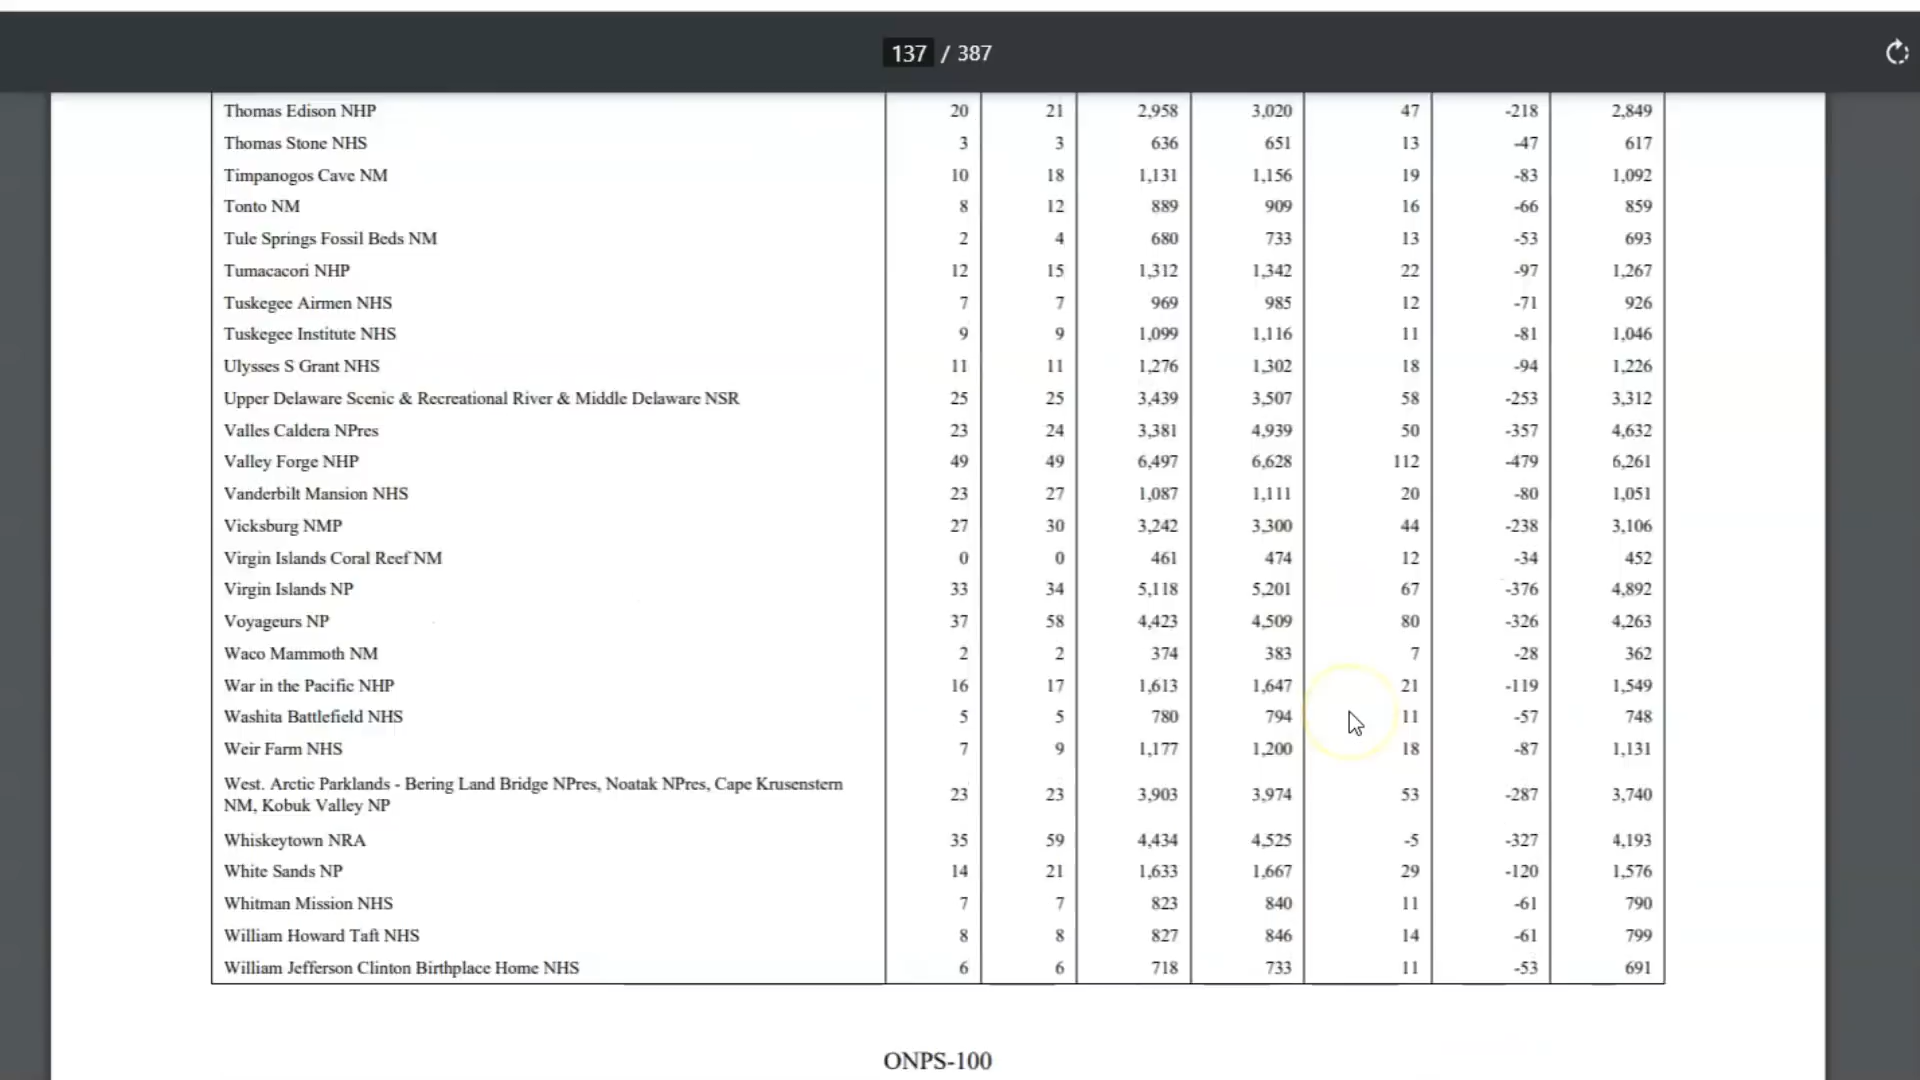 137 / 387
Thomas Edison NHP 20 21 2,958 3,020 47 -218 2,849
Thomas Stone NHS 3 3 636 651 13 -47 617
Timpanogos Cave NM 10 18 1,131 1,156 19 -83 1,092
Tonto NM 8 12 889 909 16 -66 859
Tule Springs Fossil Beds NM 2 4 680 733 13 -53 693
Tumacacori NHP 12 15 1,312 1,342 22 -97 1,267
Tuskegee Airmen NHS 7 7 969 985 12 -71 926
Tuskegee Institute NHS 9 9 1,099 1,116 11 -81 1,046
Ulysses S Grant NHS 11 11 1,276 1,302 18 -94 1,226
Upper Delaware Scenic & Recreational River & Middle Delaware NSR 25 25 3,439 3,507 58 -253 3,312
Valles Caldera NPres 23 24 3,381 4,939 50 -357 4,632
Valley Forge NHP 49 49 6,497 6,628 112 -479 6,261
Vanderbilt Mansion NHS 23 27 1,087 1,111 20 -80 1,051
Vicksburg NMP 27 30 3,242 3,300 44 -238 3,106
Virgin Islands Coral Reef NM 0 0 461 474 12 -34 452
Virgin Islands NP 33 34 5,118 5,201 67 -376 4,892
Voyageurs NP 37 58 4,423 4,509 80 -326 4,263
Waco Mammoth NM 2 2 374 383 7 -28 362
War in the Pacific NHP 16 17 1,613 1,647 21 -119 1,549
Washita Battlefield NHS 5 5 780 794 11 -57 748
Weir Farm NHS 7 9 1,177 1,200 18 -87 1,131
West. Arctic Parklands - Bering Land Bridge NPres, Noatak NPres, Cape Krusenstern
NM, Kobuk Valley NP 23 23 3,903 3,974 53 -287 3,740
Whiskeytown NRA 35 59 4,434 4,525 -5 -327 4,193
White Sands NP 14 21 1,633 1,667 29 -120 1,576
Whitman Mission NHS 7 7 823 840 11 -61 790
William Howard Taft NHS 8 8 827 846 14 -61 799
William Jefferson Clinton Birthplace Home NHS 6 6 718 733 11 -53 691
ONPS-100